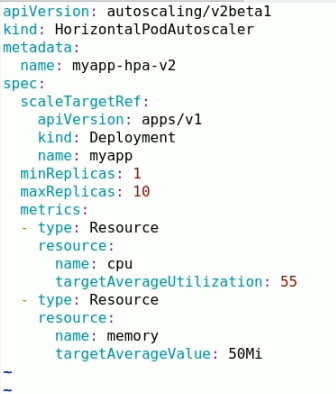 apiVersion: autoscaling/v2beta1
kind: HorizontalPodAutoscaler
metadata:
  name: myapp-hpa-v2
spec:
  scaleTargetRef:
    apiVersion: apps/v1
    kind: Deployment
    name: myapp
  minReplicas: 1
  maxReplicas: 10
  metrics:
  - type: Resource
    resource:
      name: cpu
      targetAverageUtilization: 55
  - type: Resource
    resource:
      name: memory
      targetAverageValue: 50Mi
~
~